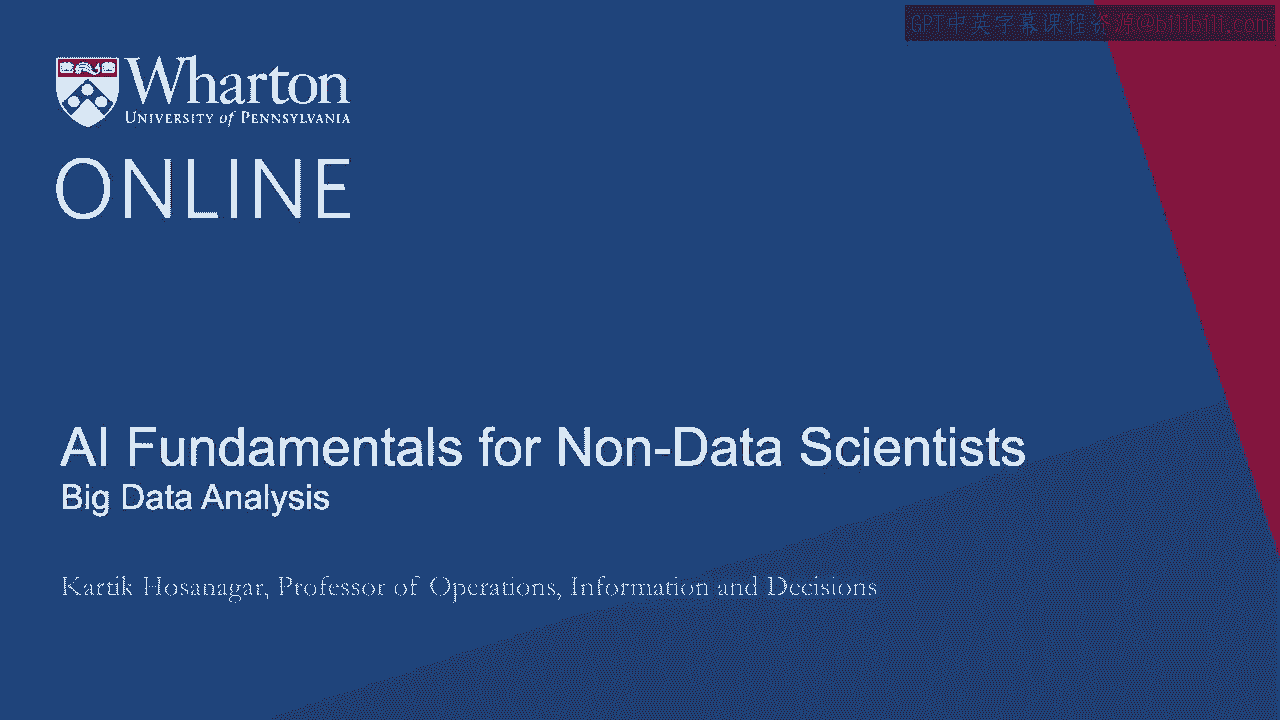 GPT中英字幕课程资源@bilibili.com
Wharton
UNIVERSITY of PENNSYLVANIA
ONLINE
AI Fundamentals for Non-Data Scientists
Big Data Analysis
Kartik Hosanagar, Professor of Operations, Information and Decisions